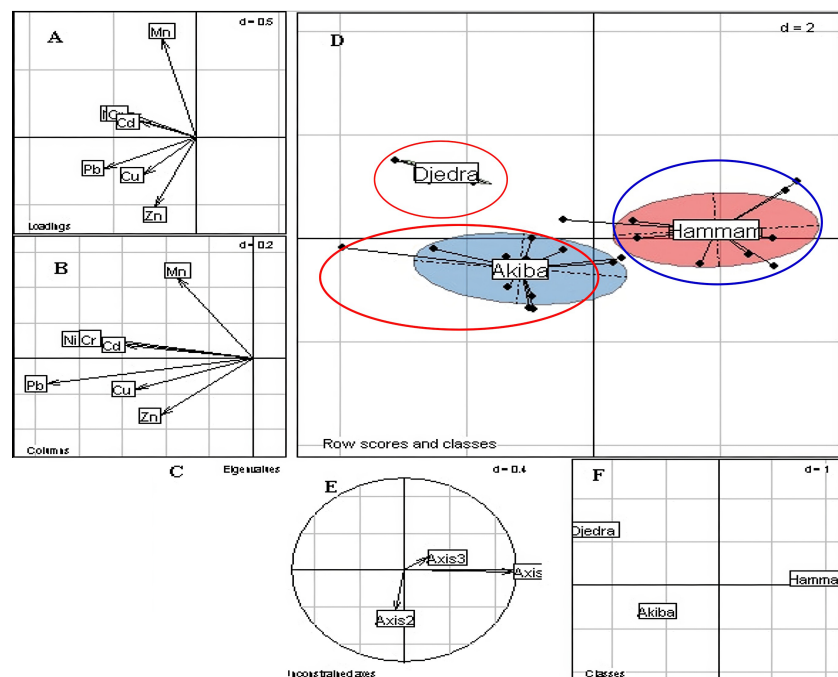 A
d = 0.5
Mn
N Cr
Cd
Pb
Cu
Zn
Loadings
B
d = 0.2
Mn
Ni Cr
Cd
Pb
Cu
Zn
Columns
C
Eigenvalues
D
d = 2
Djedra
Hammam
Akiba
Row scores and classes
E
d = 0.4
Axis3
Axis
Axis2
Unconstrained axes
F
d = 1
Djedra
Hamma
Akiba
Classes